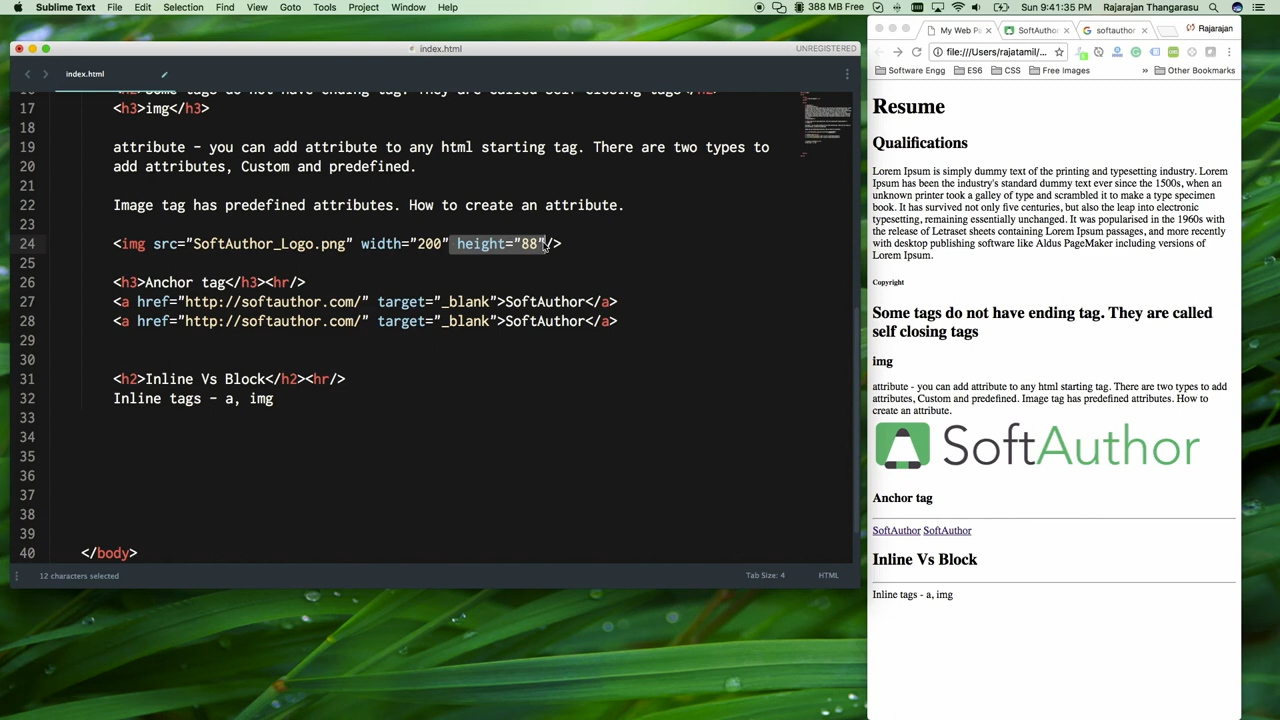 Sublime Text File Edit Selection Find View Goto Tools Project Window Help 388 MB Free Sun 9:41:35 PM Rajarajan Thangarasu
index.html UNREGISTERED
index.html
17 <h3>img</h3>
18
19 attribute - you can add attribute to any html starting tag. There are two types to
20 add attributes, Custom and predefined.
21
22 Image tag has predefined attributes. How to create an attribute.
23
24 <img src="SoftAuthor_Logo.png" width="200" height="88"/>
25
26 <h3>Anchor tag</h3><hr/>
27 <a href="http://softauthor.com/" target="_blank">SoftAuthor</a>
28 <a href="http://softauthor.com/" target="_blank">SoftAuthor</a>
29
30
31 <h2>Inline Vs Block</h2><hr/>
32 Inline tags - a, img
33
34
35
36
37
38
39
40 </body>
12 characters selected Tab Size: 4 HTML
My Web Pa SoftAuthor softauthor Rajarajan
file:///Users/rajatamil/...
Software Engg ES6 CSS Free Images » Other Bookmarks
Resume
Qualifications
Lorem Ipsum is simply dummy text of the printing and typesetting industry. Lorem
Ipsum has been the industry's standard dummy text ever since the 1500s, when an
unknown printer took a galley of type and scrambled it to make a type specimen
book. It has survived not only five centuries, but also the leap into electronic
typesetting, remaining essentially unchanged. It was popularised in the 1960s with
the release of Letraset sheets containing Lorem Ipsum passages, and more recently
with desktop publishing software like Aldus PageMaker including versions of
Lorem Ipsum.
Copyright
Some tags do not have ending tag. They are called
self closing tags
img
attribute - you can add attribute to any html starting tag. There are two types to add
attributes, Custom and predefined. Image tag has predefined attributes. How to
create an attribute.
SoftAuthor
Anchor tag
SoftAuthor SoftAuthor
Inline Vs Block
Inline tags - a, img